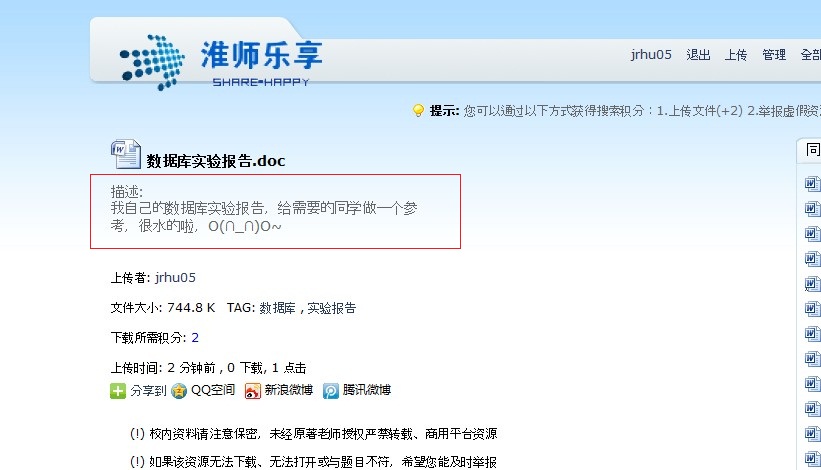 淮师乐享
SHARE-HAPPY
jrhu05 退出 上传 管理 全部
提示: 您可以通过以下方式获得搜索积分：1.上传文件(+2) 2.举报虚假资
数据库实验报告.doc
同
描述:
我自己的数据库实验报告，给需要的同学做一个参
考，很水的啦，O(∩_∩)O~
上传者: jrhu05
文件大小: 744.8 K TAG: 数据库 , 实验报告
下载所需积分: 2
上传时间: 2 分钟前 , 0 下载, 1 点击
分享到 QQ空间 新浪微博 腾讯微博
(!) 校内资料请注意保密，未经原著老师授权严禁转载、商用平台资源
(!) 如果该资源无法下载、无法打开或与题目不符，希望您能及时举报